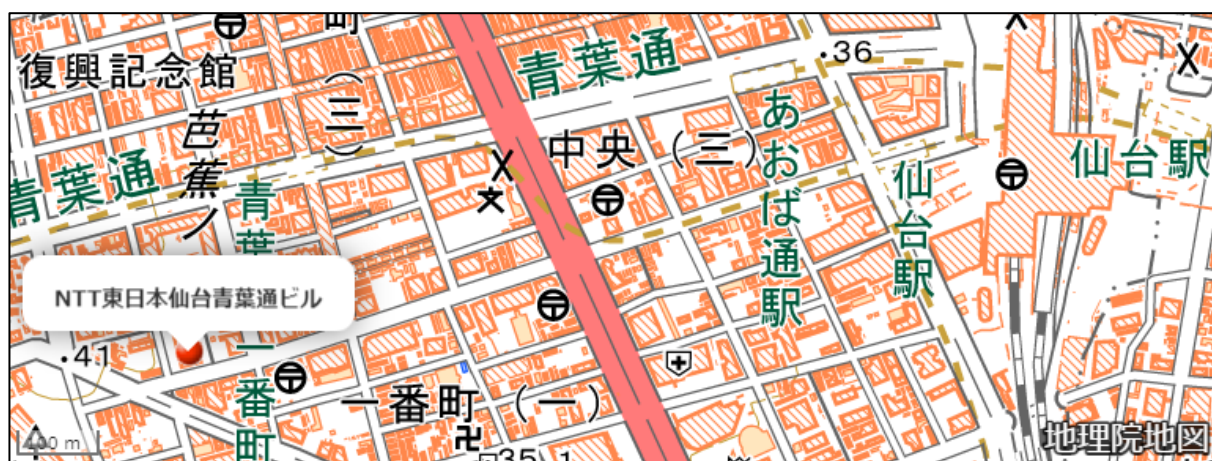 復興記念館
町(三)
青葉通
・36
あおば通駅
中央(三)
仙台駅
仙台駅
青葉通
芭蕉ノ
青葉
一番町
NTT東日本仙台青葉通ビル
・41
一番町(一)
35.1
100 m
地理院地図